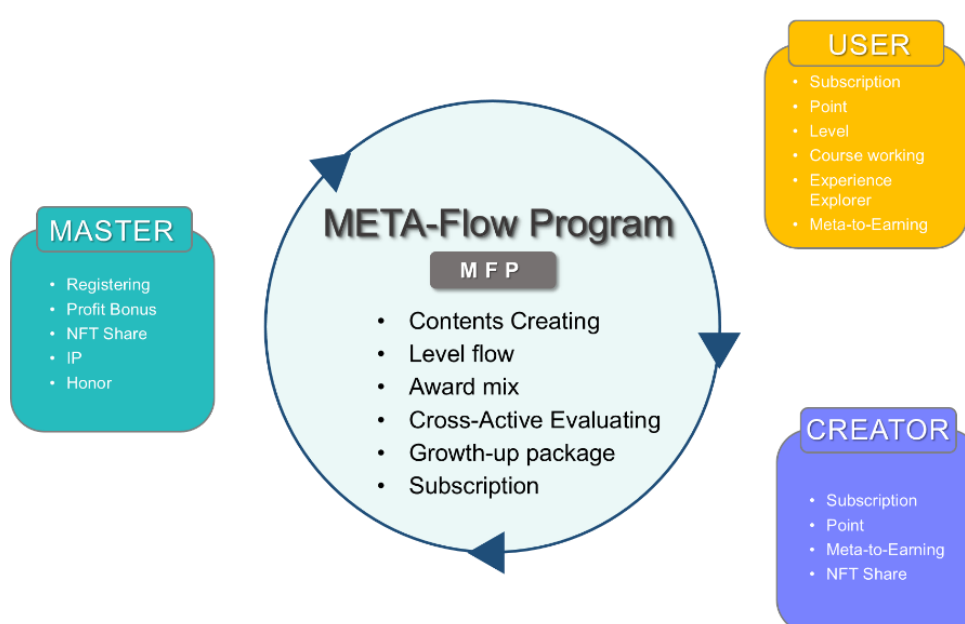 USER
• Subscription
• Point
• Level
• Course working
• Experience
Explorer
• Meta-to-Earning
MASTER
• Registering
• Profit Bonus
• NFT Share
• IP
• Honor
META-Flow Program
MFP
• Contents Creating
• Level flow
• Award mix
• Cross-Active Evaluating
• Growth-up package
• Subscription
CREATOR
• Subscription
• Point
• Meta-to-Earning
• NFT Share